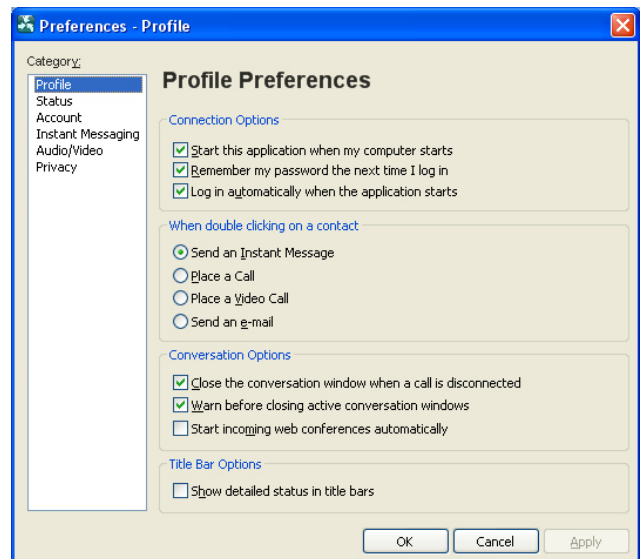 Preferences - Profile
Category:
Profile
Status
Account
Instant Messaging
Audio/Video
Privacy
Profile Preferences
Connection Options
Start this application when my computer starts
Remember my password the next time I log in
Log in automatically when the application starts
When double clicking on a contact
Send an Instant Message
Place a Call
Place a Video Call
Send an e-mail
Conversation Options
Close the conversation window when a call is disconnected
Warn before closing active conversation windows
Start incoming web conferences automatically
Title Bar Options
Show detailed status in title bars
OK Cancel Apply